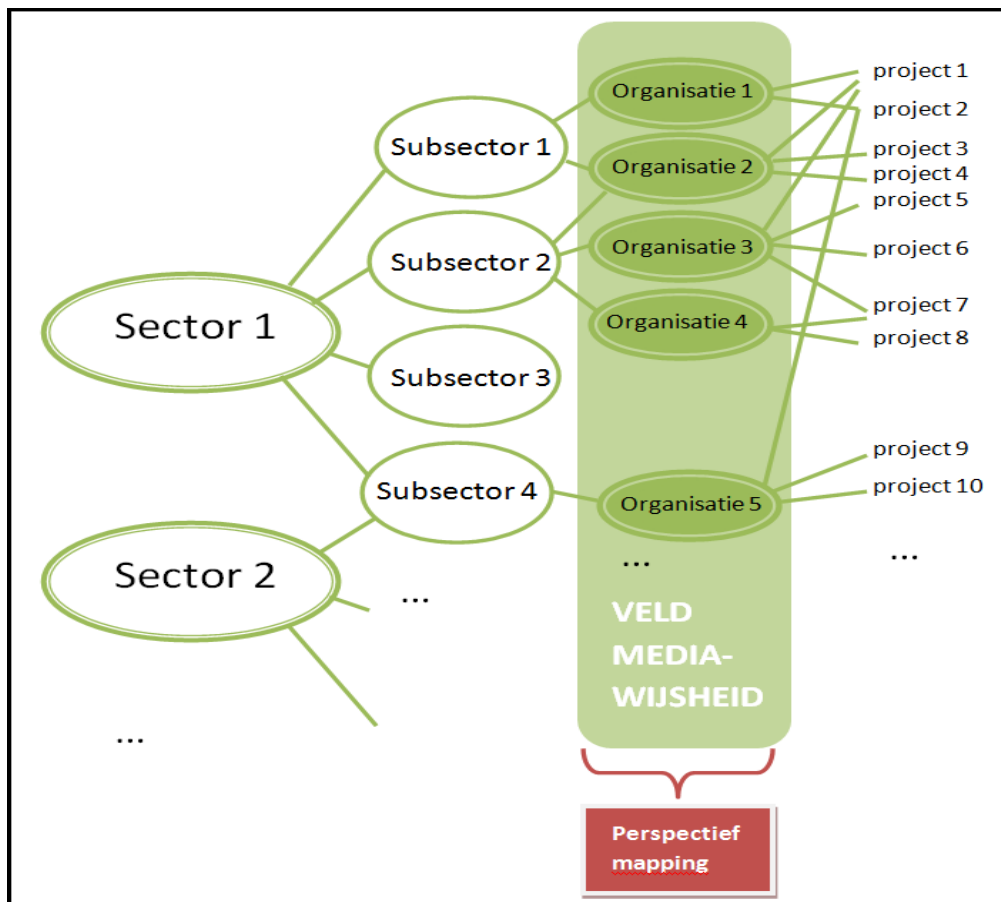 Sector 1
Sector 2
...
Subsector 1
Subsector 2
Subsector 3
Subsector 4
...
Organisatie 1
Organisatie 2
Organisatie 3
Organisatie 4
Organisatie 5
...
VELD
MEDIA-
WIJSHEID
project 1
project 2
project 3
project 4
project 5
project 6
project 7
project 8
project 9
project 10
...
Perspectief
mapping